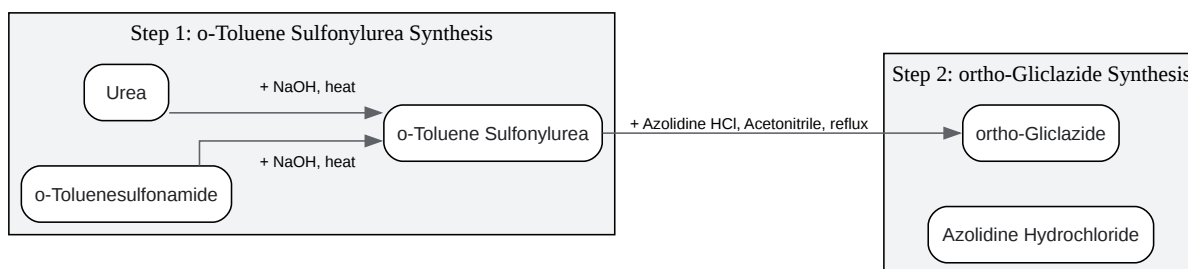 Step 1: o-Toluene Sulfonylurea Synthesis
Urea
+ NaOH, heat
o-Toluene Sulfonylurea
+ NaOH, heat
o-Toluenesulfonamide
+ Azolidine HCl, Acetonitrile, reflux
Step 2: ortho-Gliclazide Synthesis
ortho-Gliclazide
Azolidine Hydrochloride